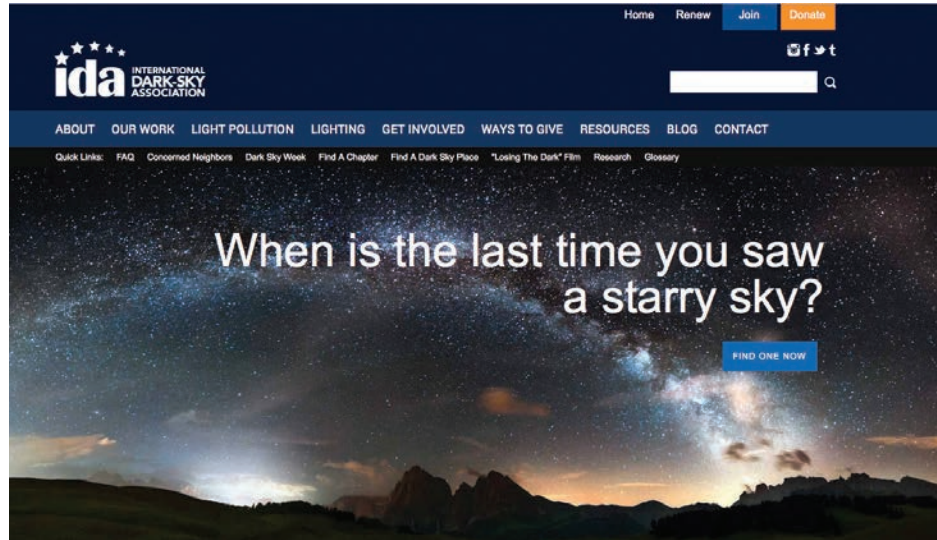 Home Renew Join Donate
ida INTERNATIONAL
DARK-SKY
ASSOCIATION
ABOUT OUR WORK LIGHT POLLUTION LIGHTING GET INVOLVED WAYS TO GIVE RESOURCES BLOG CONTACT
Quick Links: FAQ Concerned Neighbors Dark Sky Week Find A Chapter Find A Dark Sky Place "Losing The Dark" Film Research Glossary
When is the last time you saw
a starry sky?
FIND ONE NOW